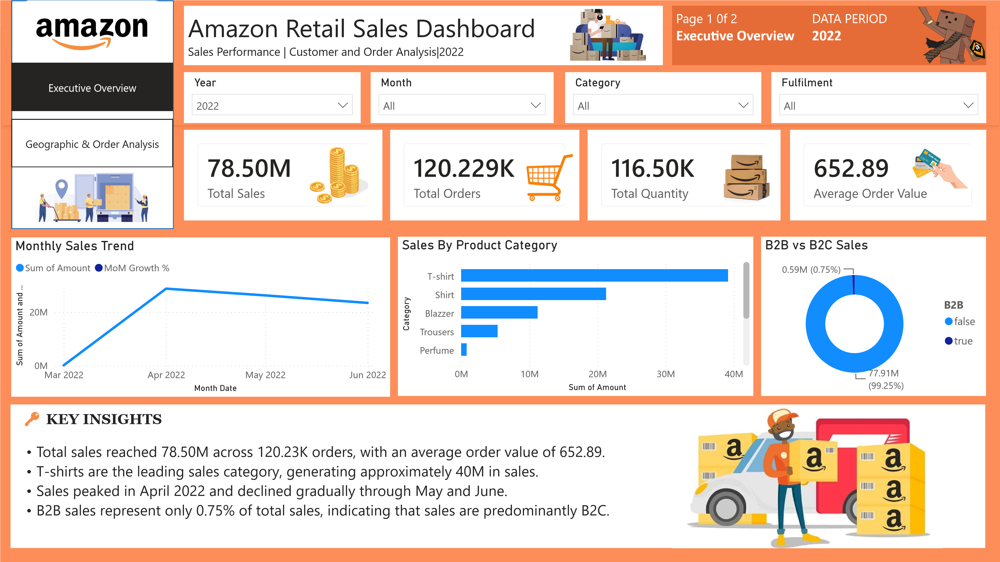 amazon
Executive Overview
Geographic & Order Analysis
Amazon Retail Sales Dashboard
Sales Performance | Customer and Order Analysis|2022
Page 1 0f 2
Executive Overview
DATA PERIOD
2022
amazon.com
Year
2022
Month
All
Category
All
Fulfilment
All
78.50M
Total Sales
120.229K
Total Orders
116.50K
Total Quantity
652.89
Average Order Value
Credit Card
Monthly Sales Trend
Sum of Amount
MoM Growth %
Sum of Amount and ...
20M
0M
Mar 2022
Apr 2022
May 2022
Jun 2022
Month Date
Sales By Product Category
Category
T-shirt
Shirt
Blazzer
Trousers
Perfume
0M
10M
20M
30M
40M
Sum of Amount
B2B vs B2C Sales
0.59M (0.75%)
77.91M
(99.25%)
B2B
false
true
KEY INSIGHTS
• Total sales reached 78.50M across 120.23K orders, with an average order value of 652.89.
• T-shirts are the leading sales category, generating approximately 40M in sales.
• Sales peaked in April 2022 and declined gradually through May and June.
• B2B sales represent only 0.75% of total sales, indicating that sales are predominantly B2C.
a
a
a
a
a